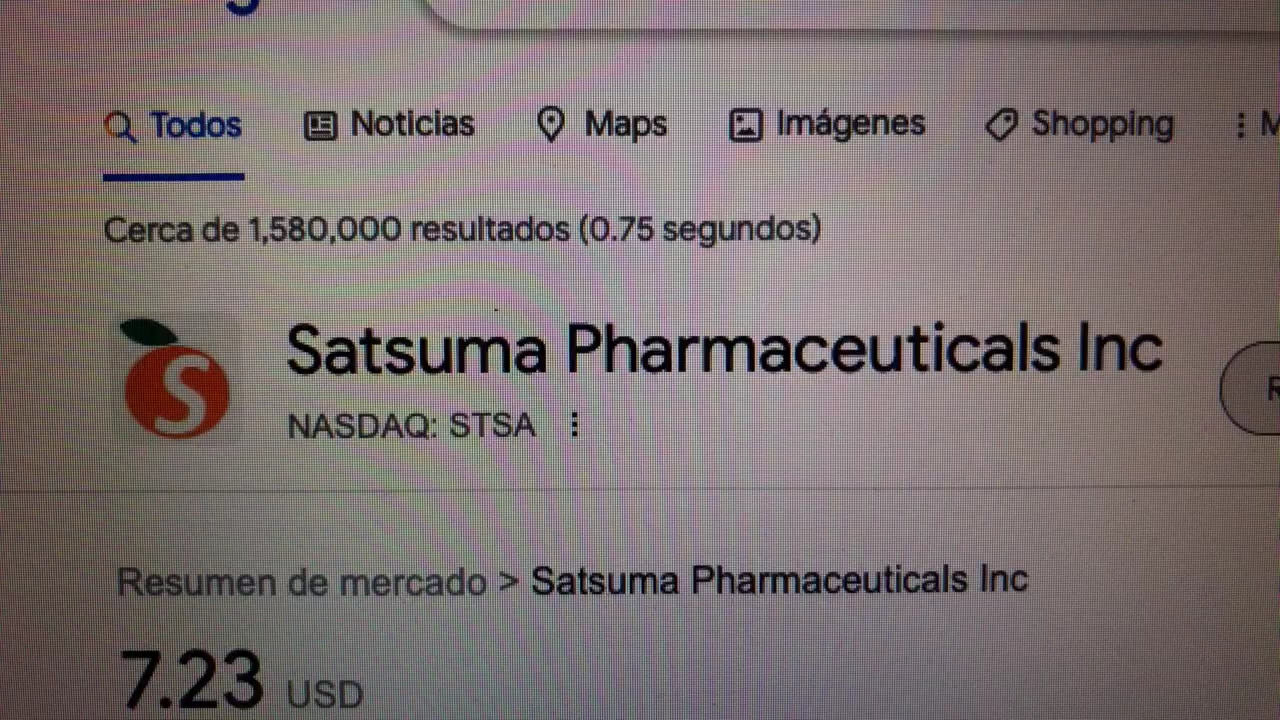 Todos Noticias Maps Imágenes Shopping
Cerca de 1,580,000 resultados (0.75 segundos)
S
Satsuma Pharmaceuticals Inc
NASDAQ: STSA
Resumen de mercado > Satsuma Pharmaceuticals Inc
7.23 USD